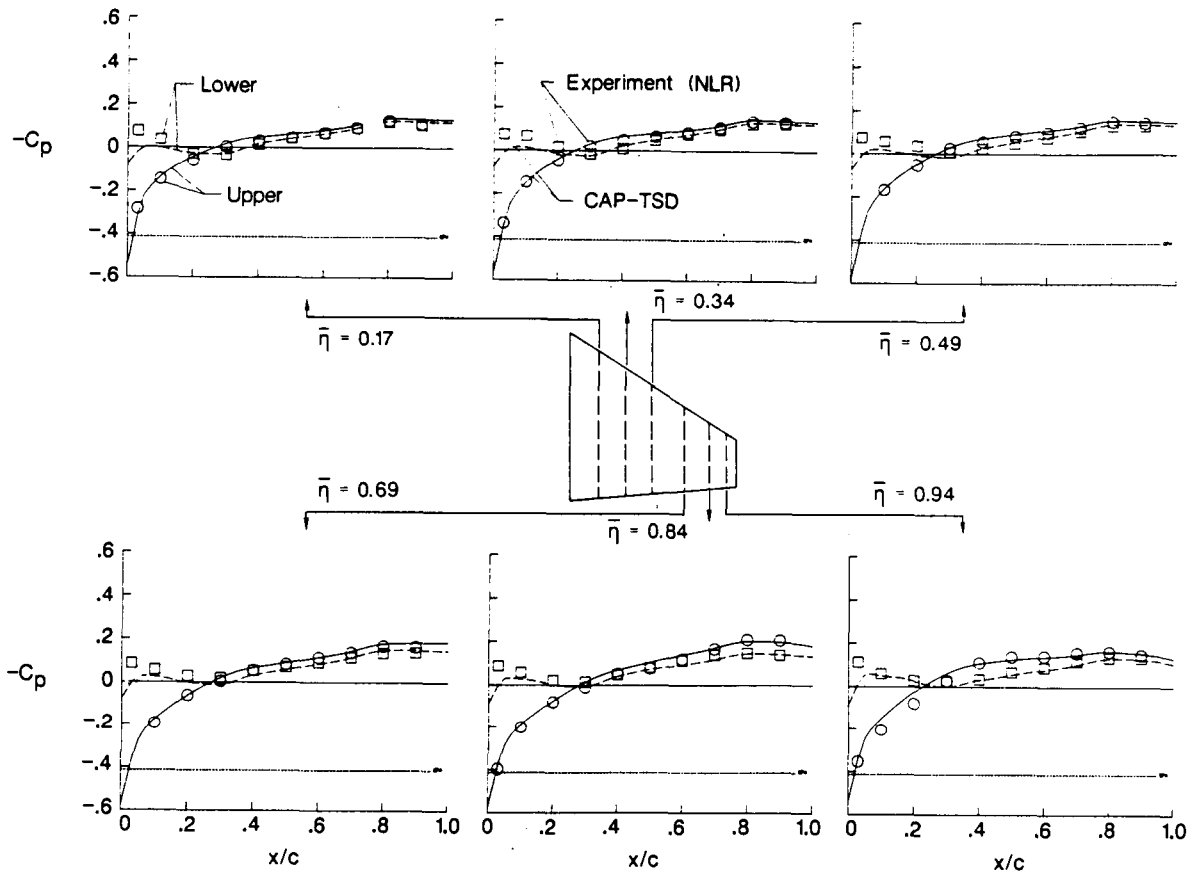 .6
.4
.2
-Cp
0
-.2
-.4
-.6
Lower
Upper
Experiment (NLR)
CAP-TSD
η̄ = 0.17
η̄ = 0.34
η̄ = 0.49
η̄ = 0.69
η̄ = 0.84
η̄ = 0.94
.6
.4
.2
-Cp
0
-.2
-.4
-.6
0 .2 .4 .6 .8 1.0
x/c
0 .2 .4 .6 .8 1.0
x/c
0 .2 .4 .6 .8 1.0
x/c